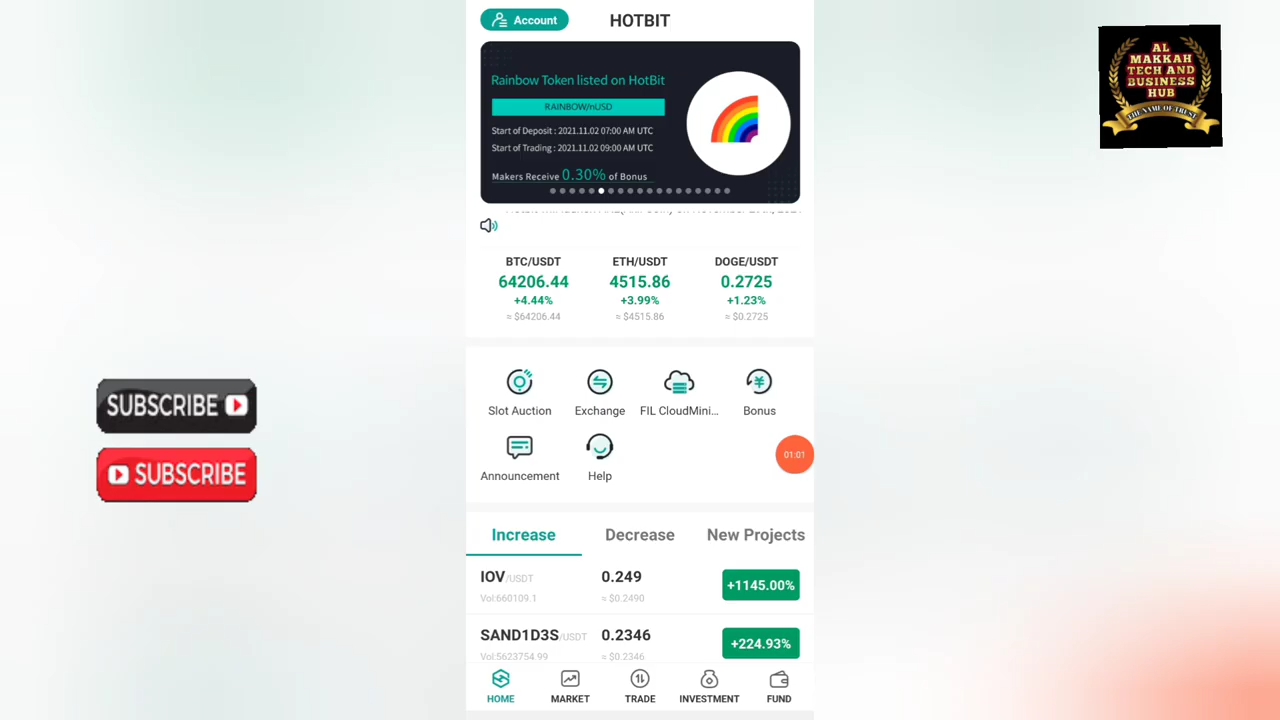 Account
HOTBIT
AL
MAKKAH
TECH AND
BUSINESS
HUB
THE NAME OF TRUST
Rainbow Token listed on HotBit
RAINBOW/nUSD
Start of Deposit : 2021.11.02 07:00 AM UTC
Start of Trading : 2021.11.02 09:00 AM UTC
Makers Receive 0.30% of Bonus
BTC/USDT ETH/USDT DOGE/USDT
64206.44 4515.86 0.2725
+4.44% +3.99% +1.23%
≈ $64206.44 ≈ $4515.86 ≈ $0.2725
Slot Auction Exchange FIL CloudMini... Bonus
SUBSCRIBE
SUBSCRIBE
Announcement Help
01:01
Increase Decrease New Projects
IOV/USDT 0.249 +1145.00%
Vol:660109.1 ≈ $0.2490
SAND1D3S/USDT 0.2346 +224.93%
Vol:5623754.99 ≈ $0.2346
HOME MARKET TRADE INVESTMENT FUND